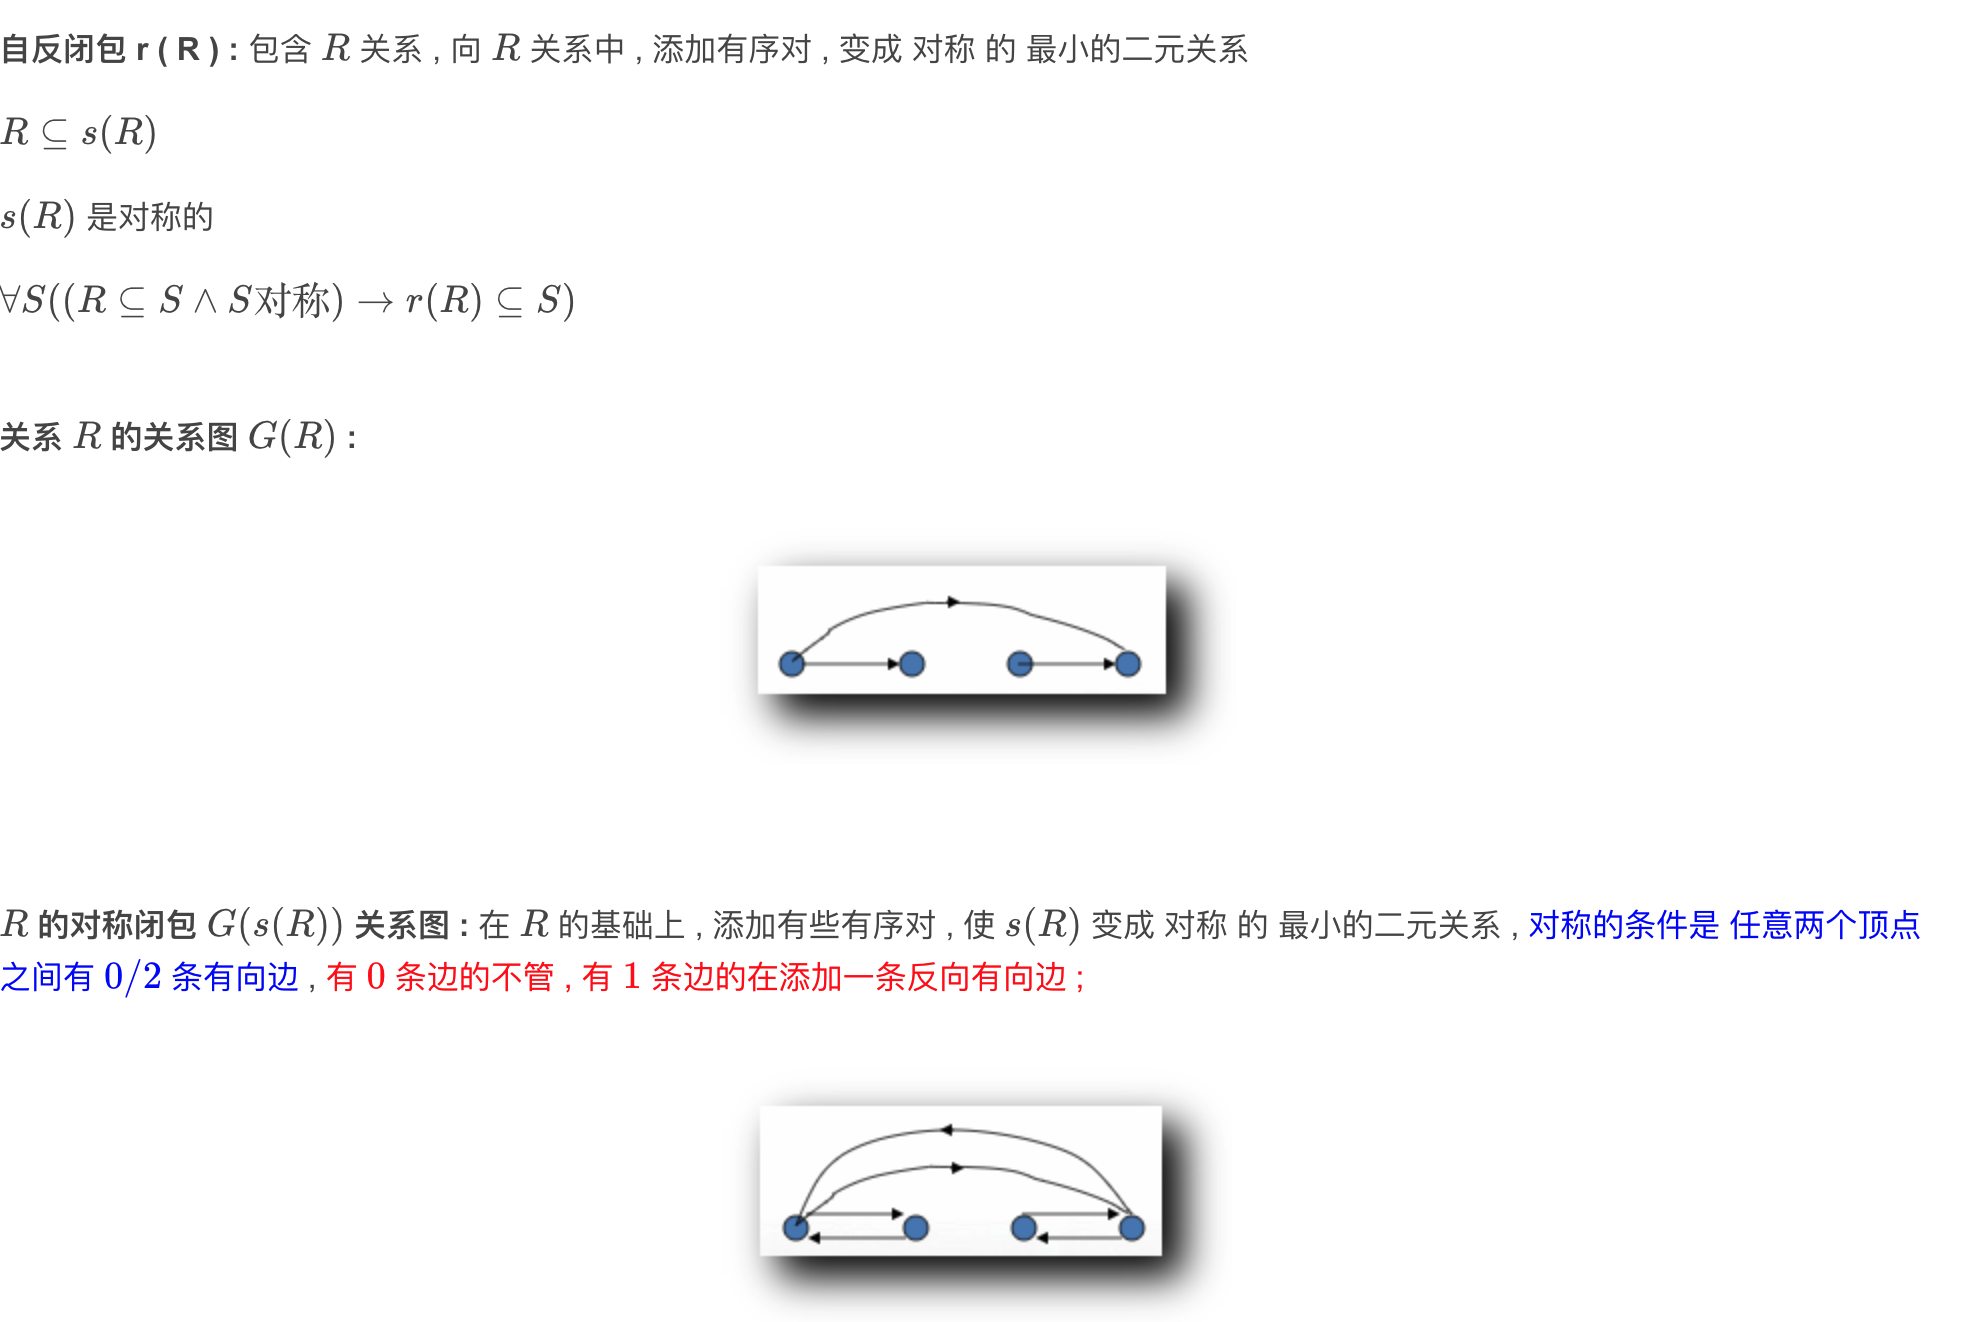 自反闭包 r ( R ) : 包含 R 关系 , 向 R 关系中 , 添加有序对 , 变成 对称 的 最小的二元关系
R ⊆ s(R)
s(R) 是对称的
∀S((R ⊆ S ∧ S对称) → r(R) ⊆ S)
关系 R 的关系图 G(R) :
R 的对称闭包 G(s(R)) 关系图 : 在 R 的基础上 , 添加有些有序对 , 使 s(R) 变成 对称 的 最小的二元关系 , 对称的条件是 任意两个顶点
之间有 0/2 条有向边 , 有 0 条边的不管 , 有 1 条边的在添加一条反向有向边 ;